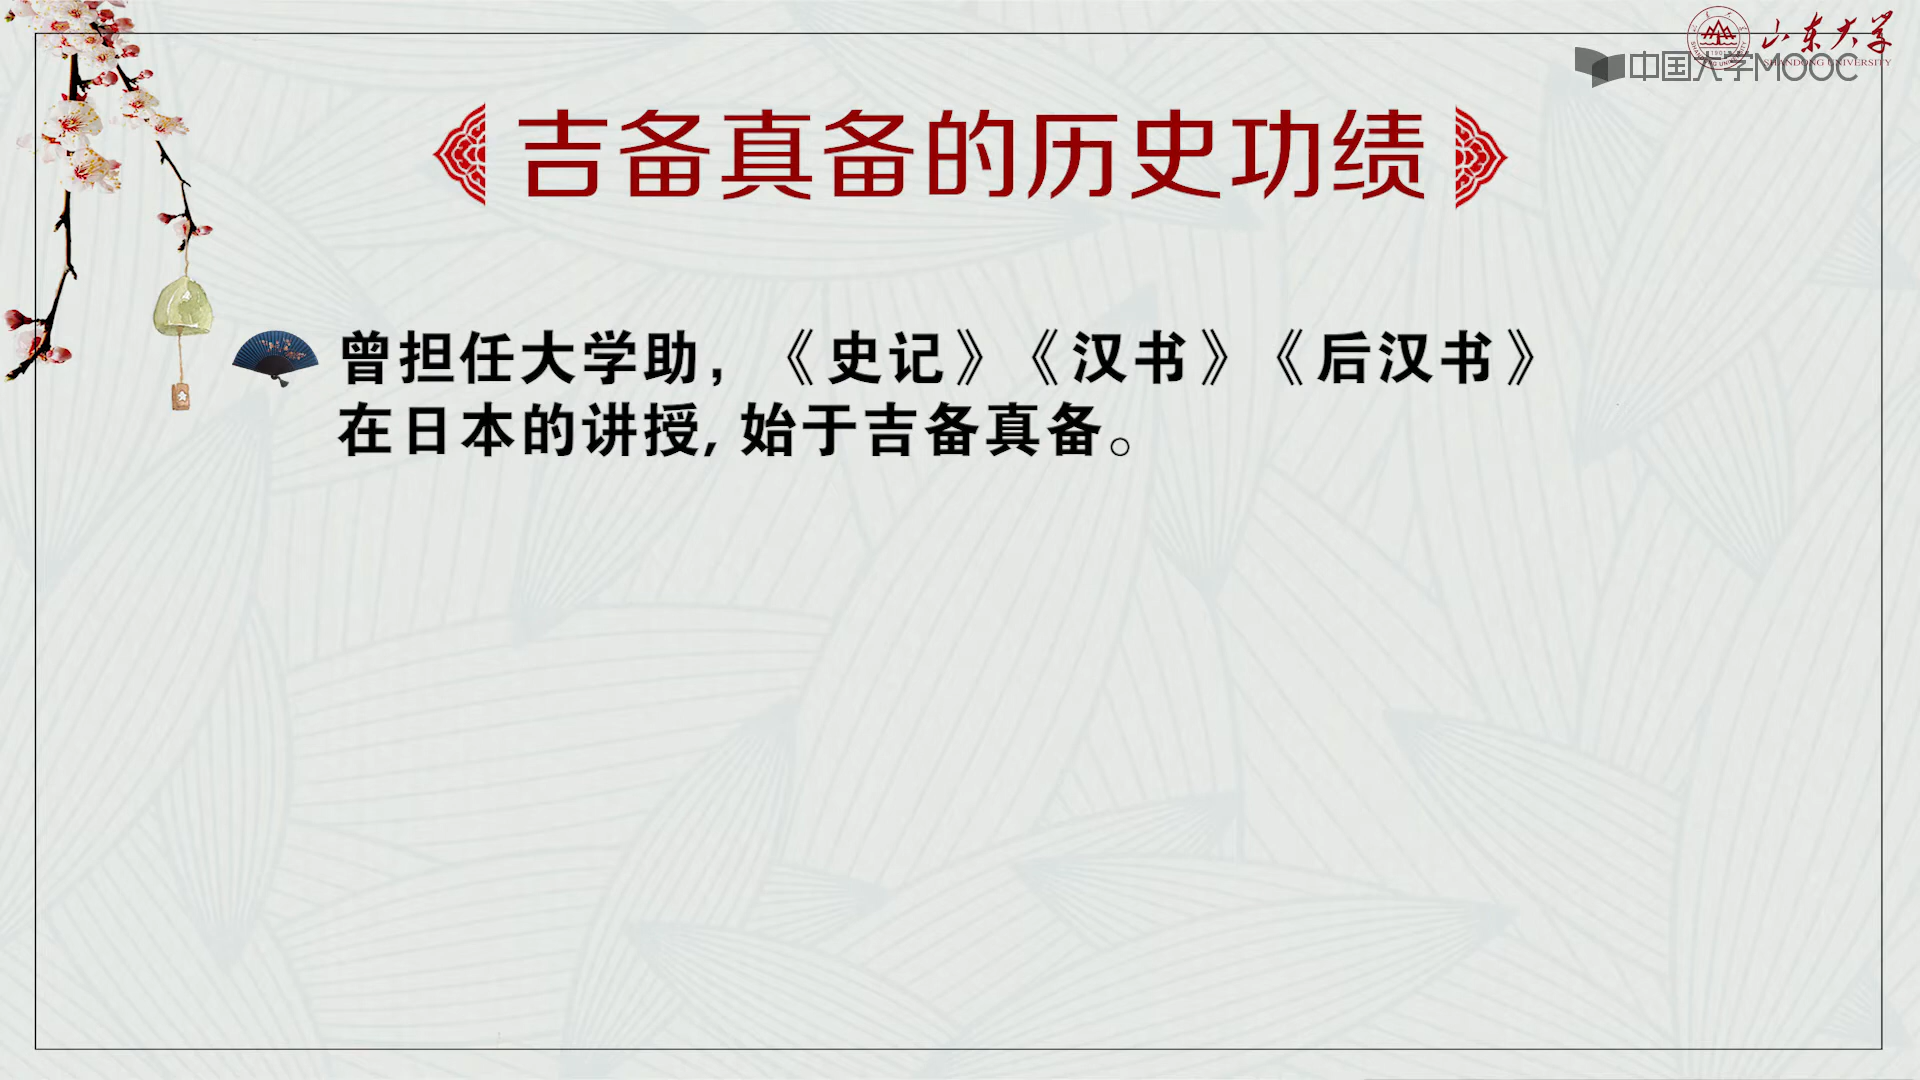 山东大学
SHANDONG UNIVERSITY
中国大学MOOC
吉备真备的历史功绩
曾担任大学助，《史记》《汉书》《后汉书》
在日本的讲授, 始于吉备真备。